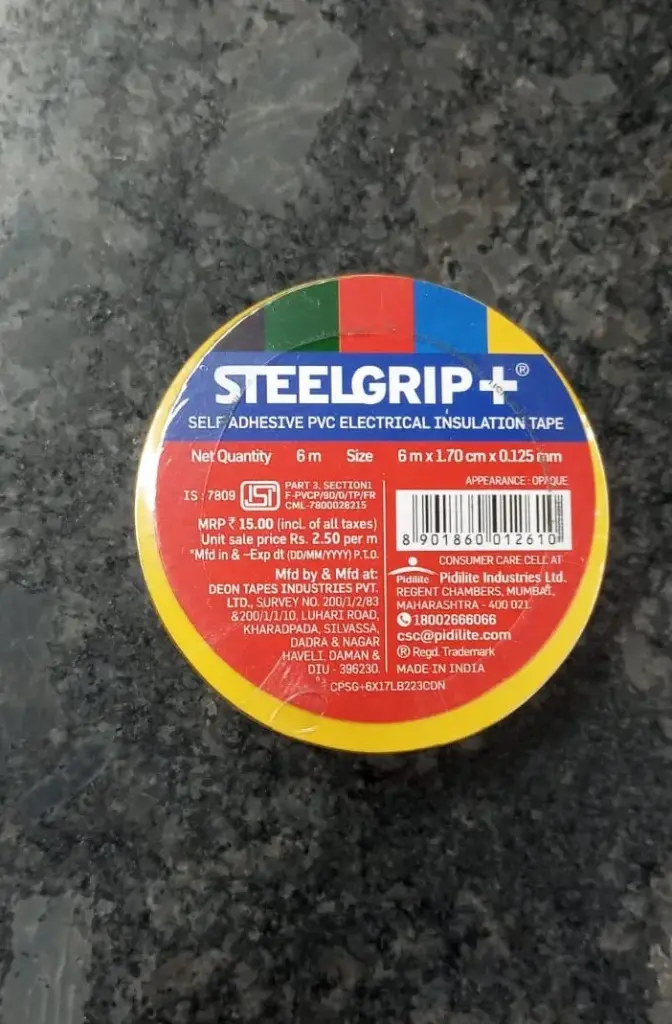 STEELGRIP+®
SELF ADHESIVE PVC ELECTRICAL INSULATION TAPE
Net Quantity 6 m Size 6 m x 1.70 cm x 0.125 mm
APPEARANCE : OPAQUE
IS : 7809
ISI
PART 3, SECTION1
F-PVCP/90/0/TP/FR
CML-7800028215
MRP ₹ 15.00 (incl. of all taxes)
Unit sale price Rs. 2.50 per m
*Mfd in & –Exp dt (DD/MM/YYYY) P.T.O.
8 901860 012610
Mfd by & Mfd at:
DEON TAPES INDUSTRIES PVT.
LTD., SURVEY NO. 200/1/2/83
&200/1/1/10, LUHARI ROAD,
KHARADPADA, SILVASSA,
DADRA & NAGAR
HAVELI, DAMAN &
DIU - 396230.
CPSG+6X17LB223CDN
CONSUMER CARE CELL AT
Pidilite Pidilite Industries Ltd.
REGENT CHAMBERS, MUMBAI,
MAHARASHTRA - 400 021.
18002666066
csc@pidilite.com
® Regd. Trademark
MADE IN INDIA